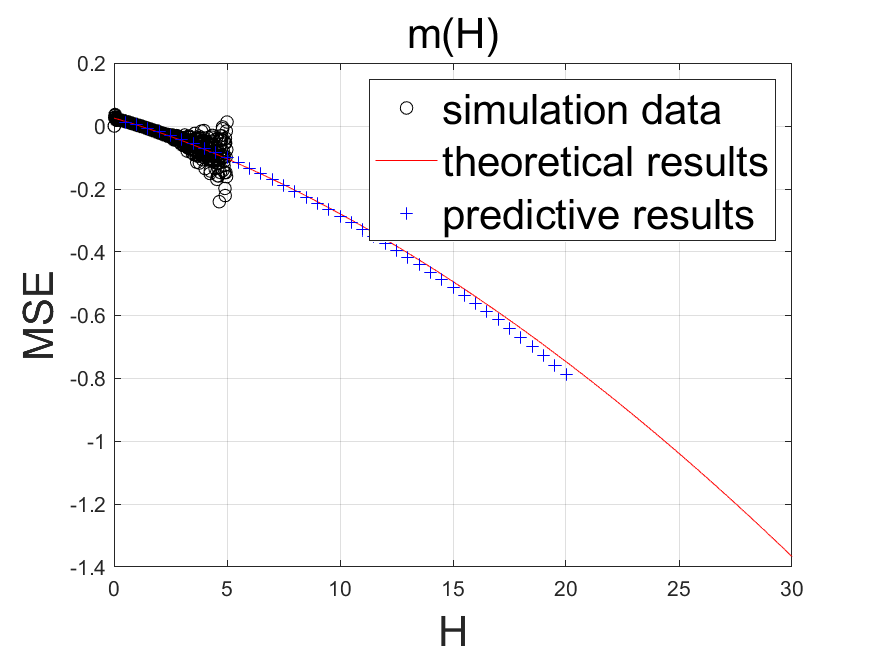 m(H)
0.2
0
-0.2
-0.4
-0.6
-0.8
-1
-1.2
-1.4
MSE
simulation data
theoretical results
predictive results
0
5
10
15
20
25
30
H